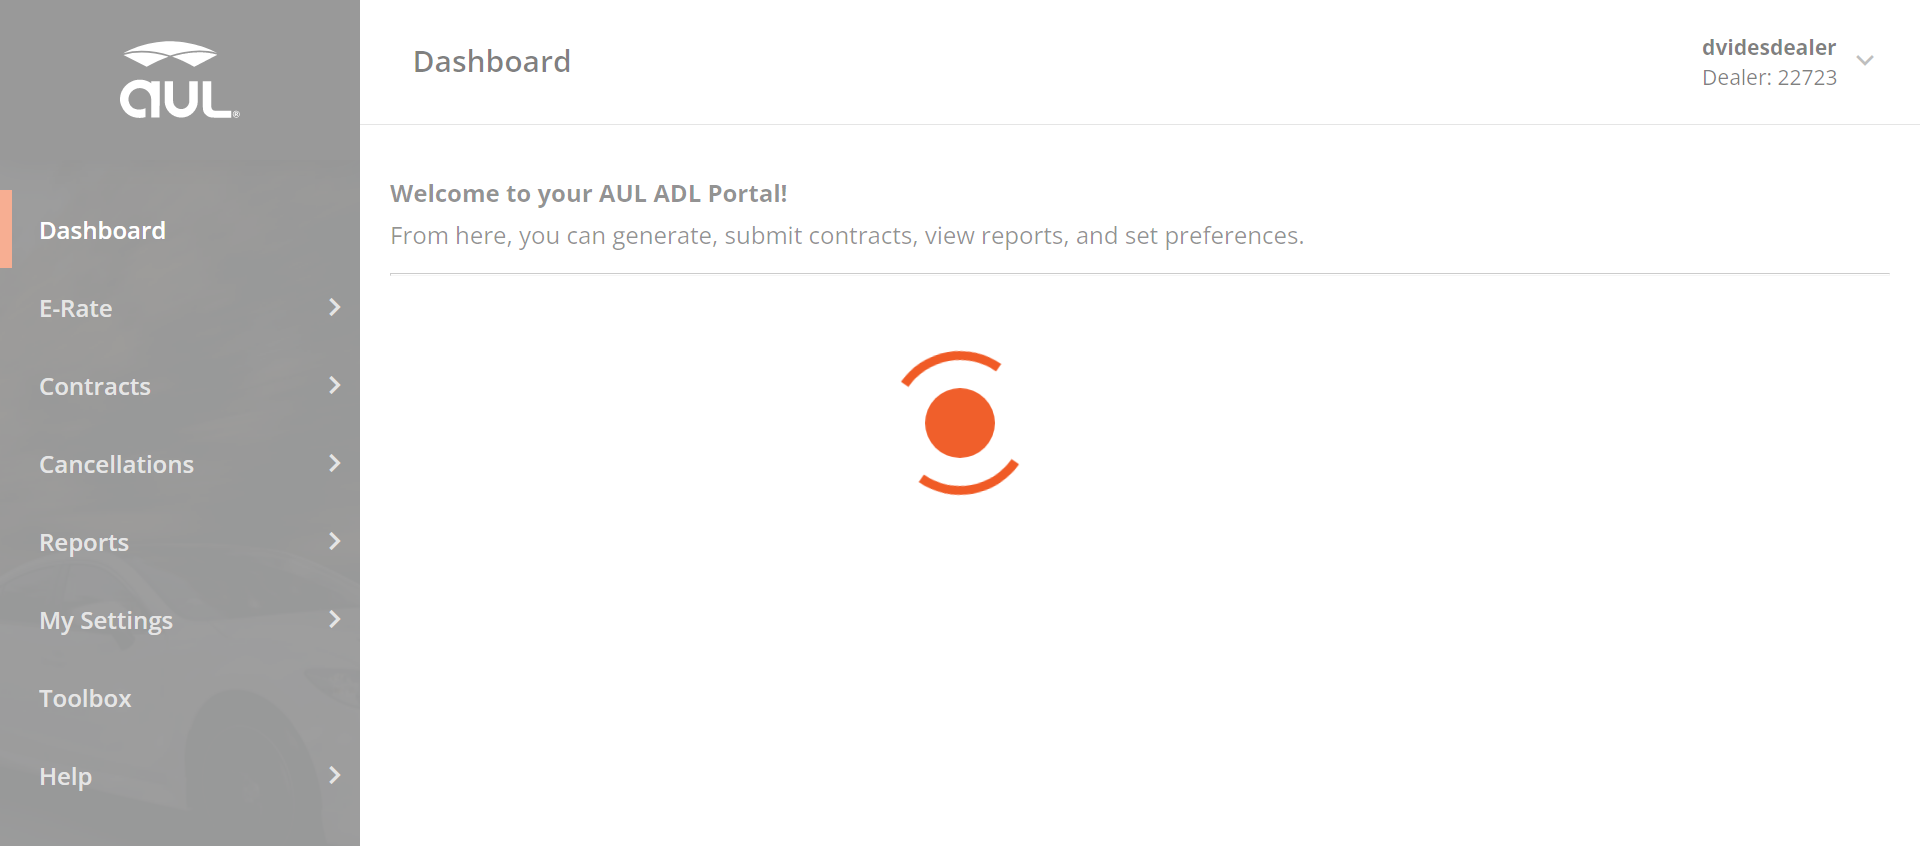 aUL®
Dashboard
E-Rate
Contracts
Cancellations
Reports
My Settings
Toolbox
Help
Dashboard
dvidesdealer
Dealer: 22723
Welcome to your AUL ADL Portal!
From here, you can generate, submit contracts, view reports, and set preferences.